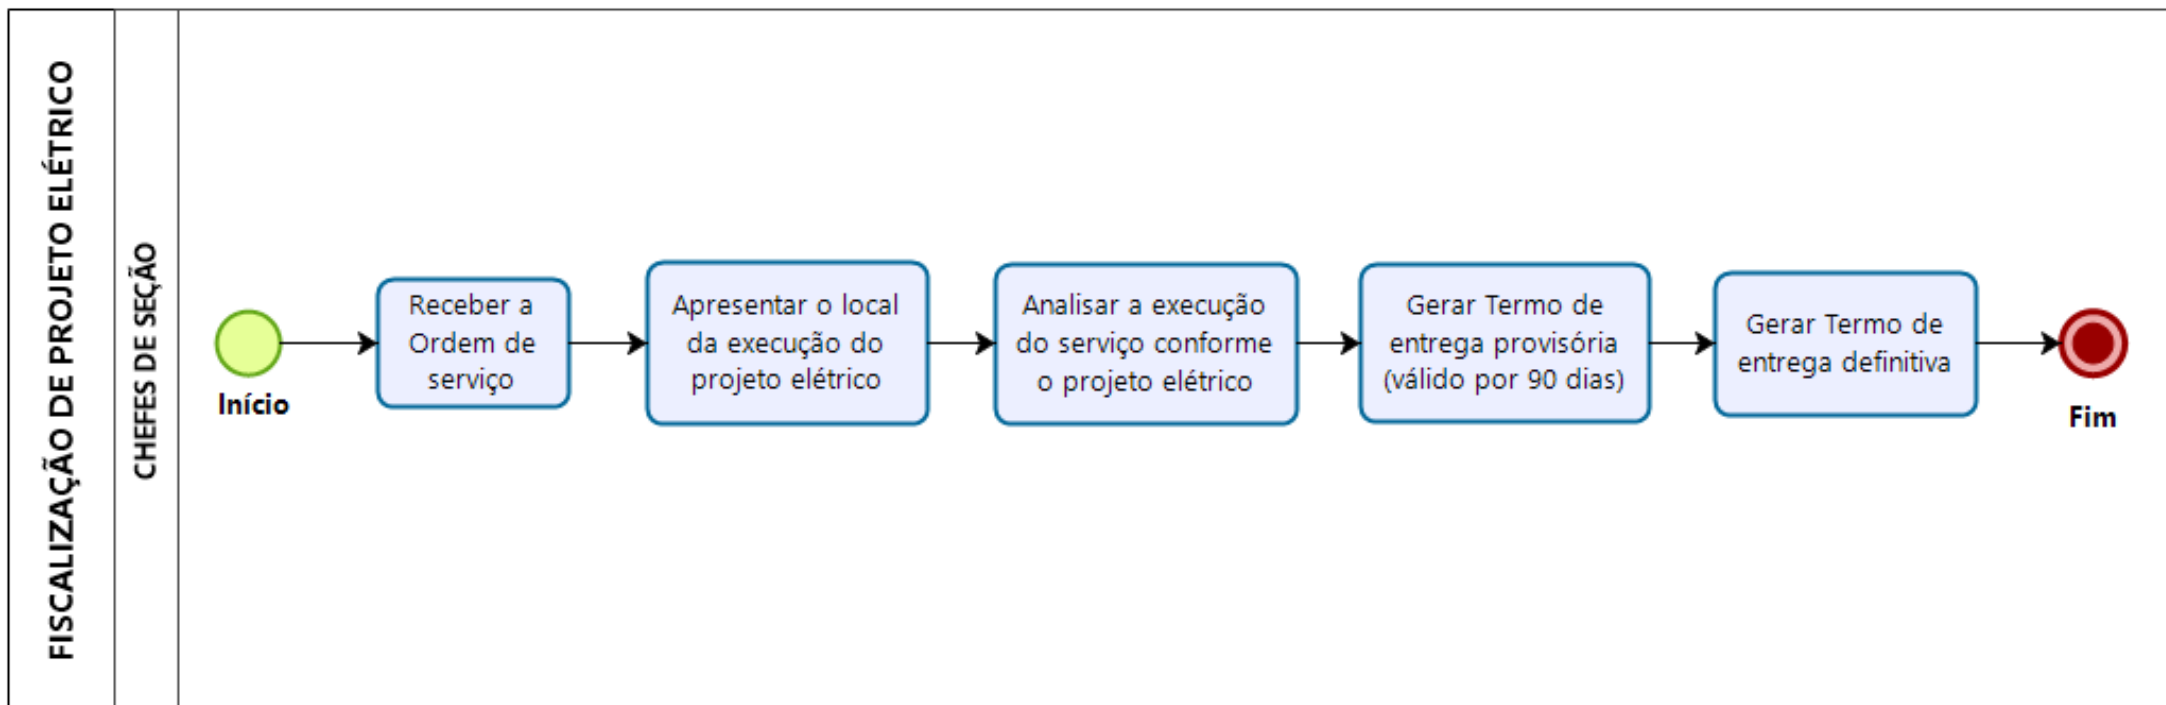 FISCALIZAÇÃO DE PROJETO ELÉTRICO
CHEFES DE SEÇÃO
Início
Receber a
Ordem de
serviço
Apresentar o local
da execução do
projeto elétrico
Analisar a execução
do serviço conforme
o projeto elétrico
Gerar Termo de
entrega provisória
(válido por 90 dias)
Gerar Termo de
entrega definitiva
Fim